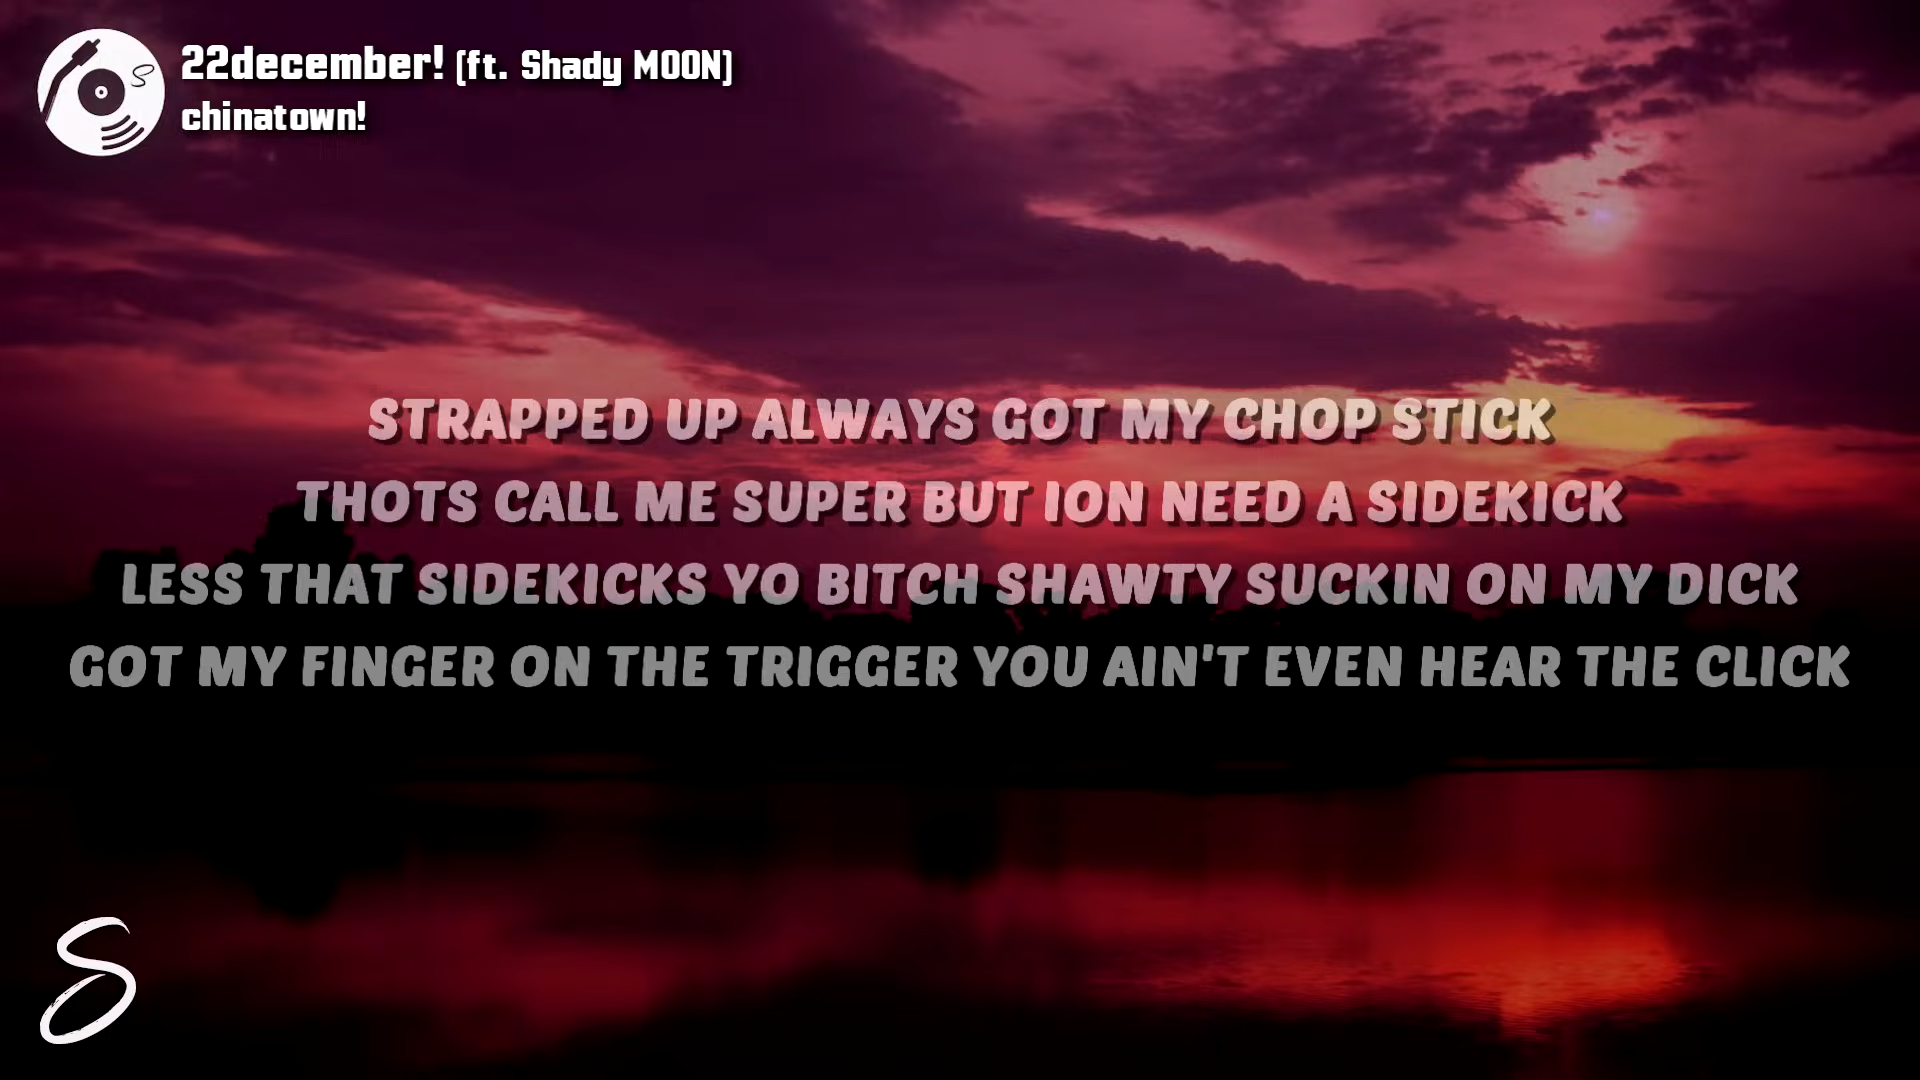 22december! [ft. Shady MOON]
chinatown!
STRAPPED UP ALWAYS GOT MY CHOP STICK
THOTS CALL ME SUPER BUT ION NEED A SIDEKICK
LESS THAT SIDEKICKS YO BITCH SHAWTY SUCKIN ON MY DICK
GOT MY FINGER ON THE TRIGGER YOU AIN'T EVEN HEAR THE CLICK
S